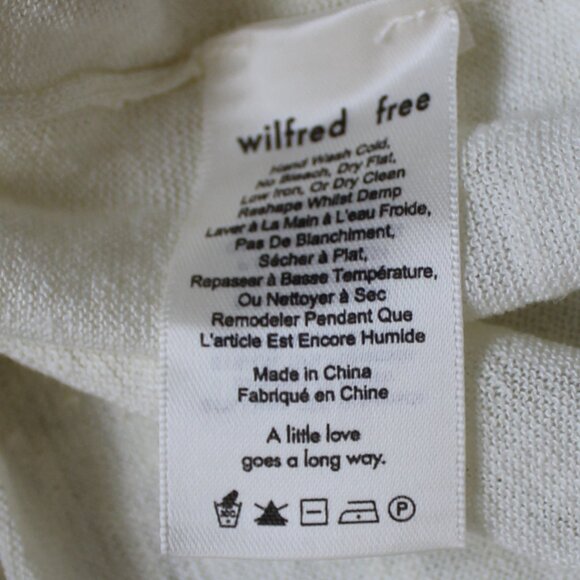 wilfred free
Hand Wash Cold,
No Bleach, Dry Flat,
Low Iron, Or Dry Clean
Reshape Whilst Damp
Laver à La Main à L'eau Froide,
Pas De Blanchiment,
Sécher à Plat,
Repasser à Basse Température,
Ou Nettoyer à Sec
Remodeler Pendant Que
L'article Est Encore Humide
Made in China
Fabriqué en Chine
A little love
goes a long way.
P